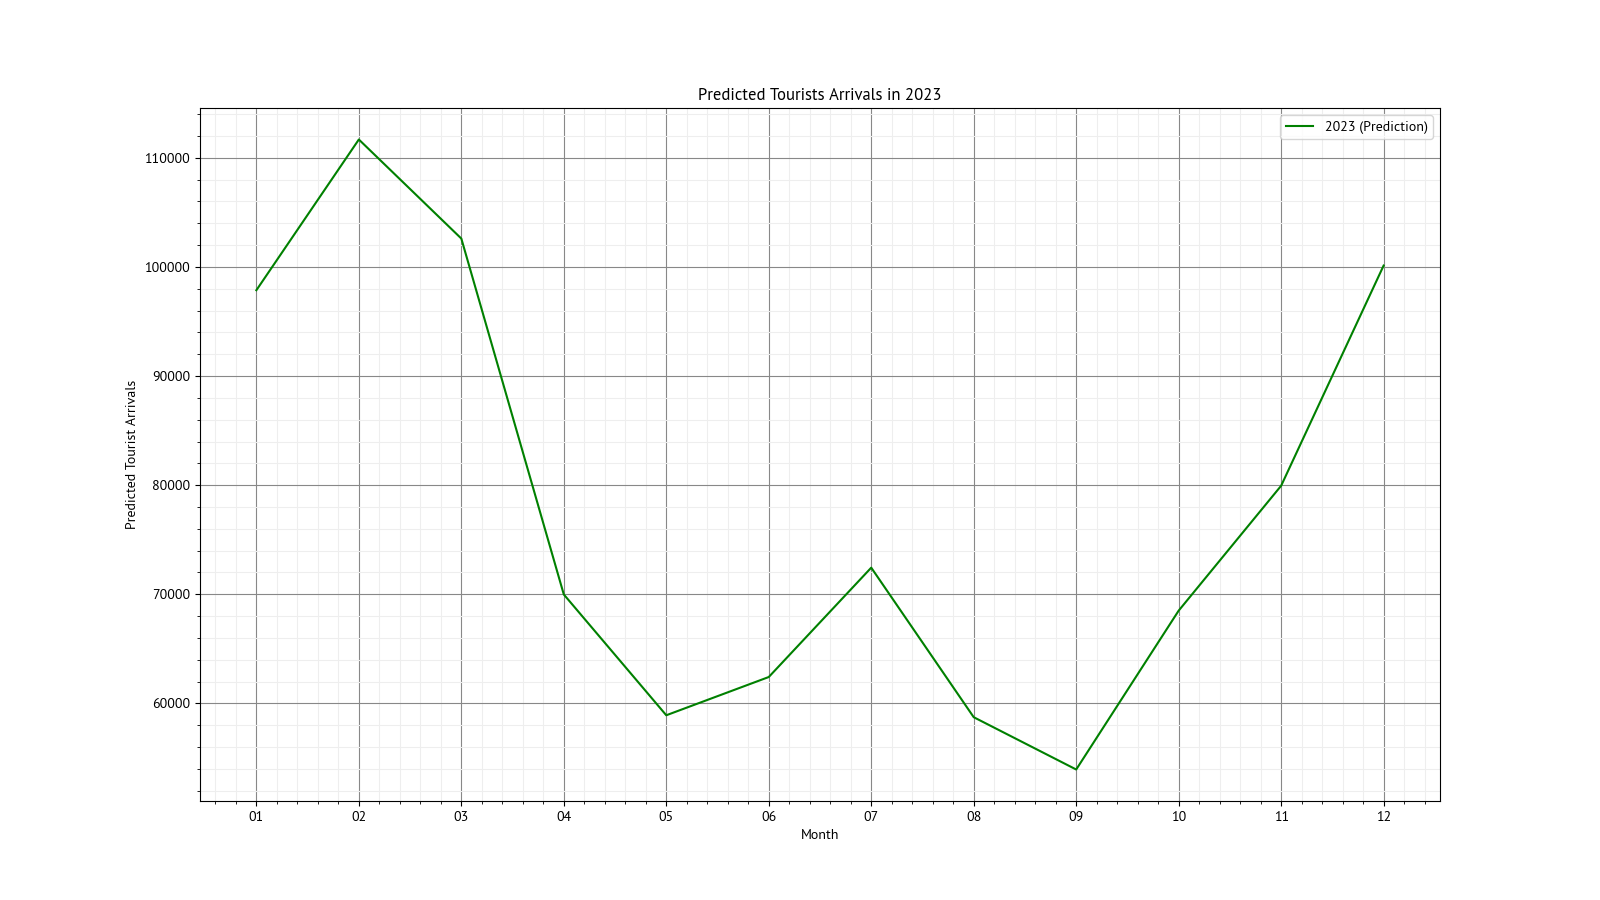 Predicted Tourists Arrivals in 2023
2023 (Prediction)
110000
100000
90000
80000
70000
60000
Predicted Tourist Arrivals
01 02 03 04 05 06 07 08 09 10 11 12
Month